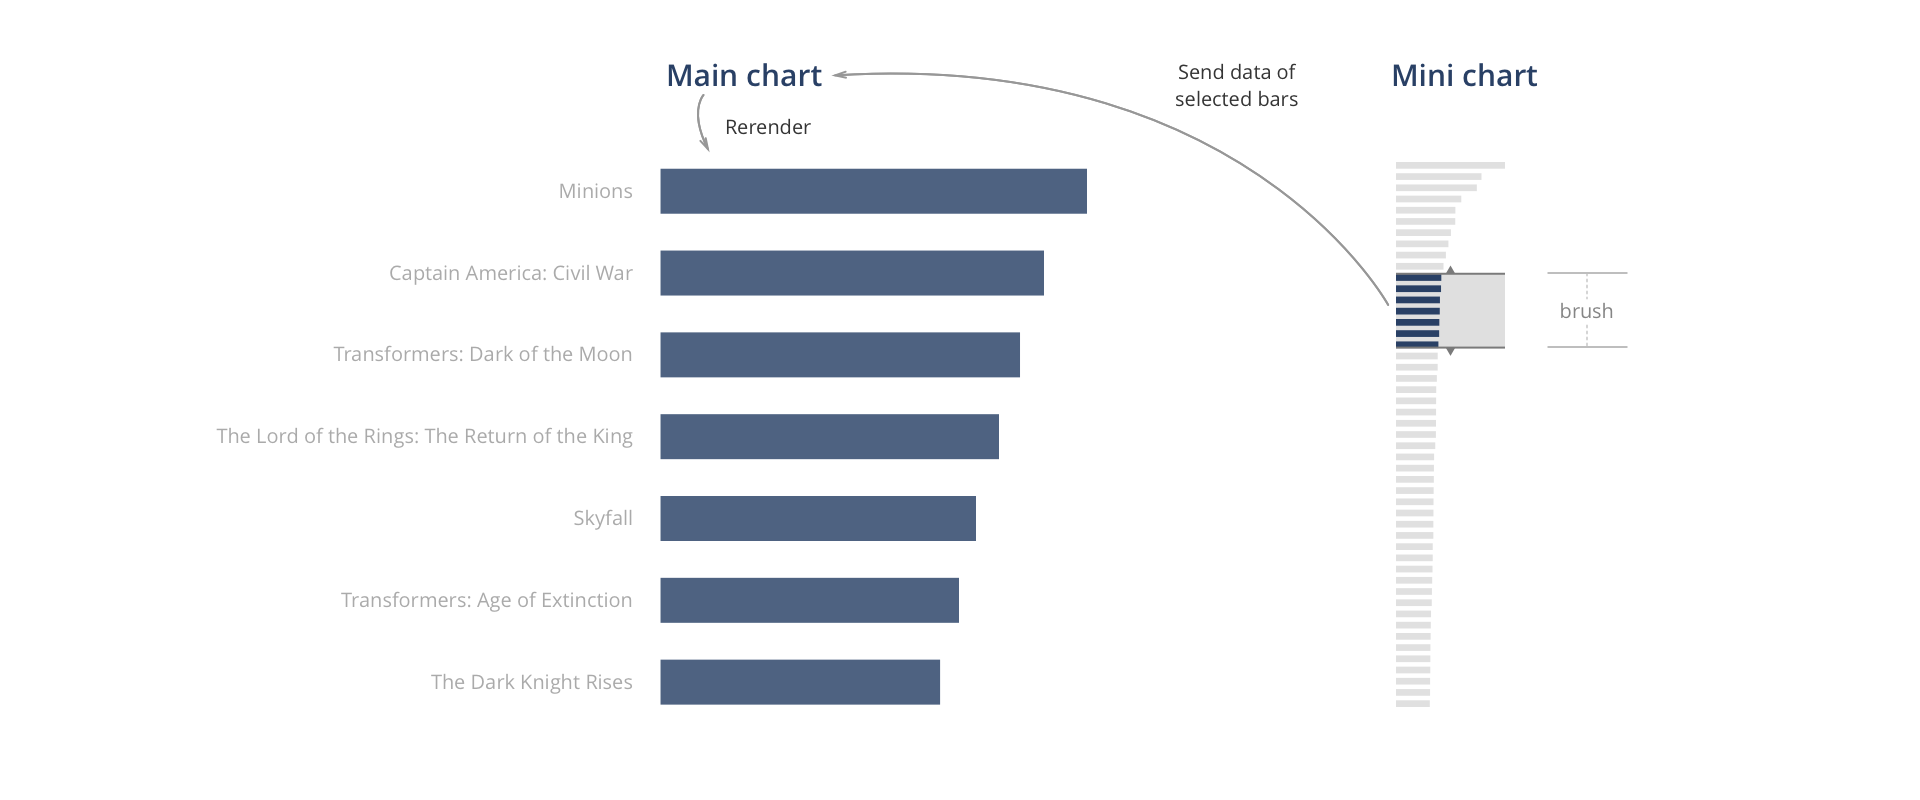 Main chart
Send data of
selected bars
Mini chart
Rerender
Minions
Captain America: Civil War
Transformers: Dark of the Moon
The Lord of the Rings: The Return of the King
Skyfall
Transformers: Age of Extinction
The Dark Knight Rises
brush